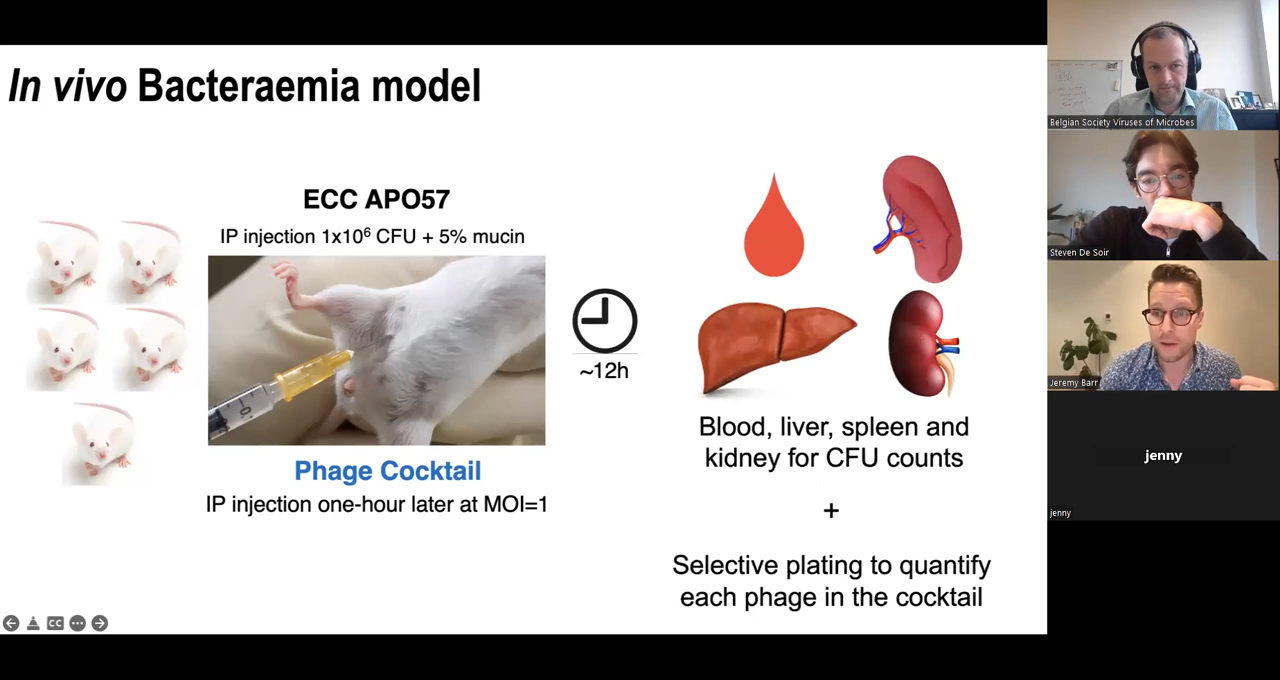 In vivo Bacteraemia model
ECC APO57
IP injection 1x10⁶ CFU + 5% mucin
Phage Cocktail
IP injection one-hour later at MOI=1
~12h
Blood, liver, spleen and
kidney for CFU counts
+
Selective plating to quantify
each phage in the cocktail
CC
Belgian Society Viruses of Microbes
Steven De Soir
Jeremy Barr
jenny
jenny